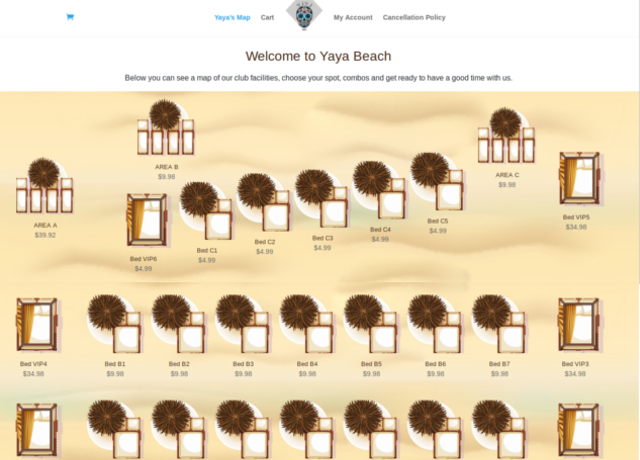 Yaya's Map Cart My Account Cancellation Policy
Welcome to Yaya Beach
Below you can see a map of our club facilities, choose your spot, combos and get ready to have a good time with us.
AREA B
$9.98
AREA C
$9.98
AREA A
$39.92
Bed VIP5
$34.98
Bed C5
$4.99
Bed C4
$4.99
Bed C3
$4.99
Bed C2
$4.99
Bed C1
$4.99
Bed VIP6
$4.99
Bed VIP4 Bed B1 Bed B2 Bed B3 Bed B4 Bed B5 Bed B6 Bed B7 Bed VIP3
$34.98 $9.98 $9.98 $9.98 $9.98 $9.98 $9.98 $9.98 $34.98